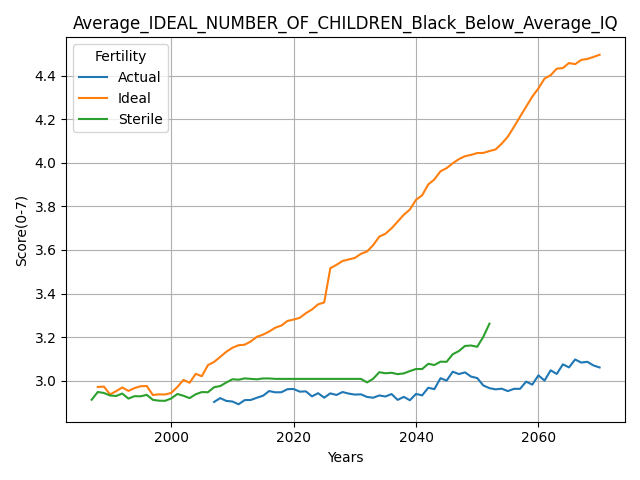 Average_IDEAL_NUMBER_OF_CHILDREN_Black_Below_Average_IQ
Fertility
Actual
Ideal
Sterile
4.4
4.2
4.0
3.8
3.6
3.4
3.2
3.0
Score(0-7)
2000
2020
2040
2060
Years